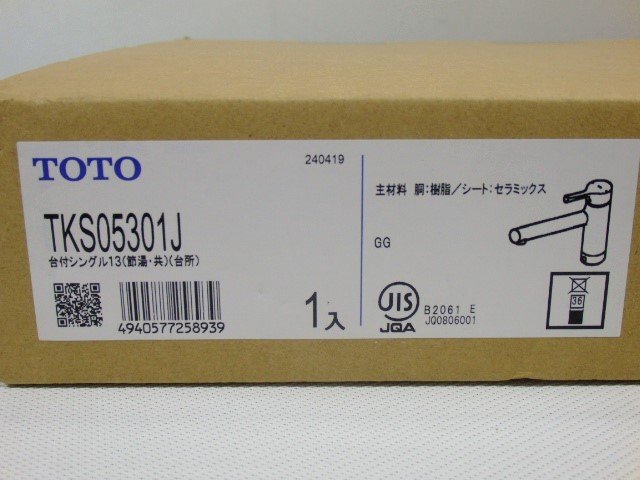 TOTO
240419
TKS05301J
台付シングル13(節湯・共)(台所)
4940577258939
1入
主材料 胴:樹脂/シート:セラミックス
GG
JIS
JQA
B2061 E
JQ0806001
36